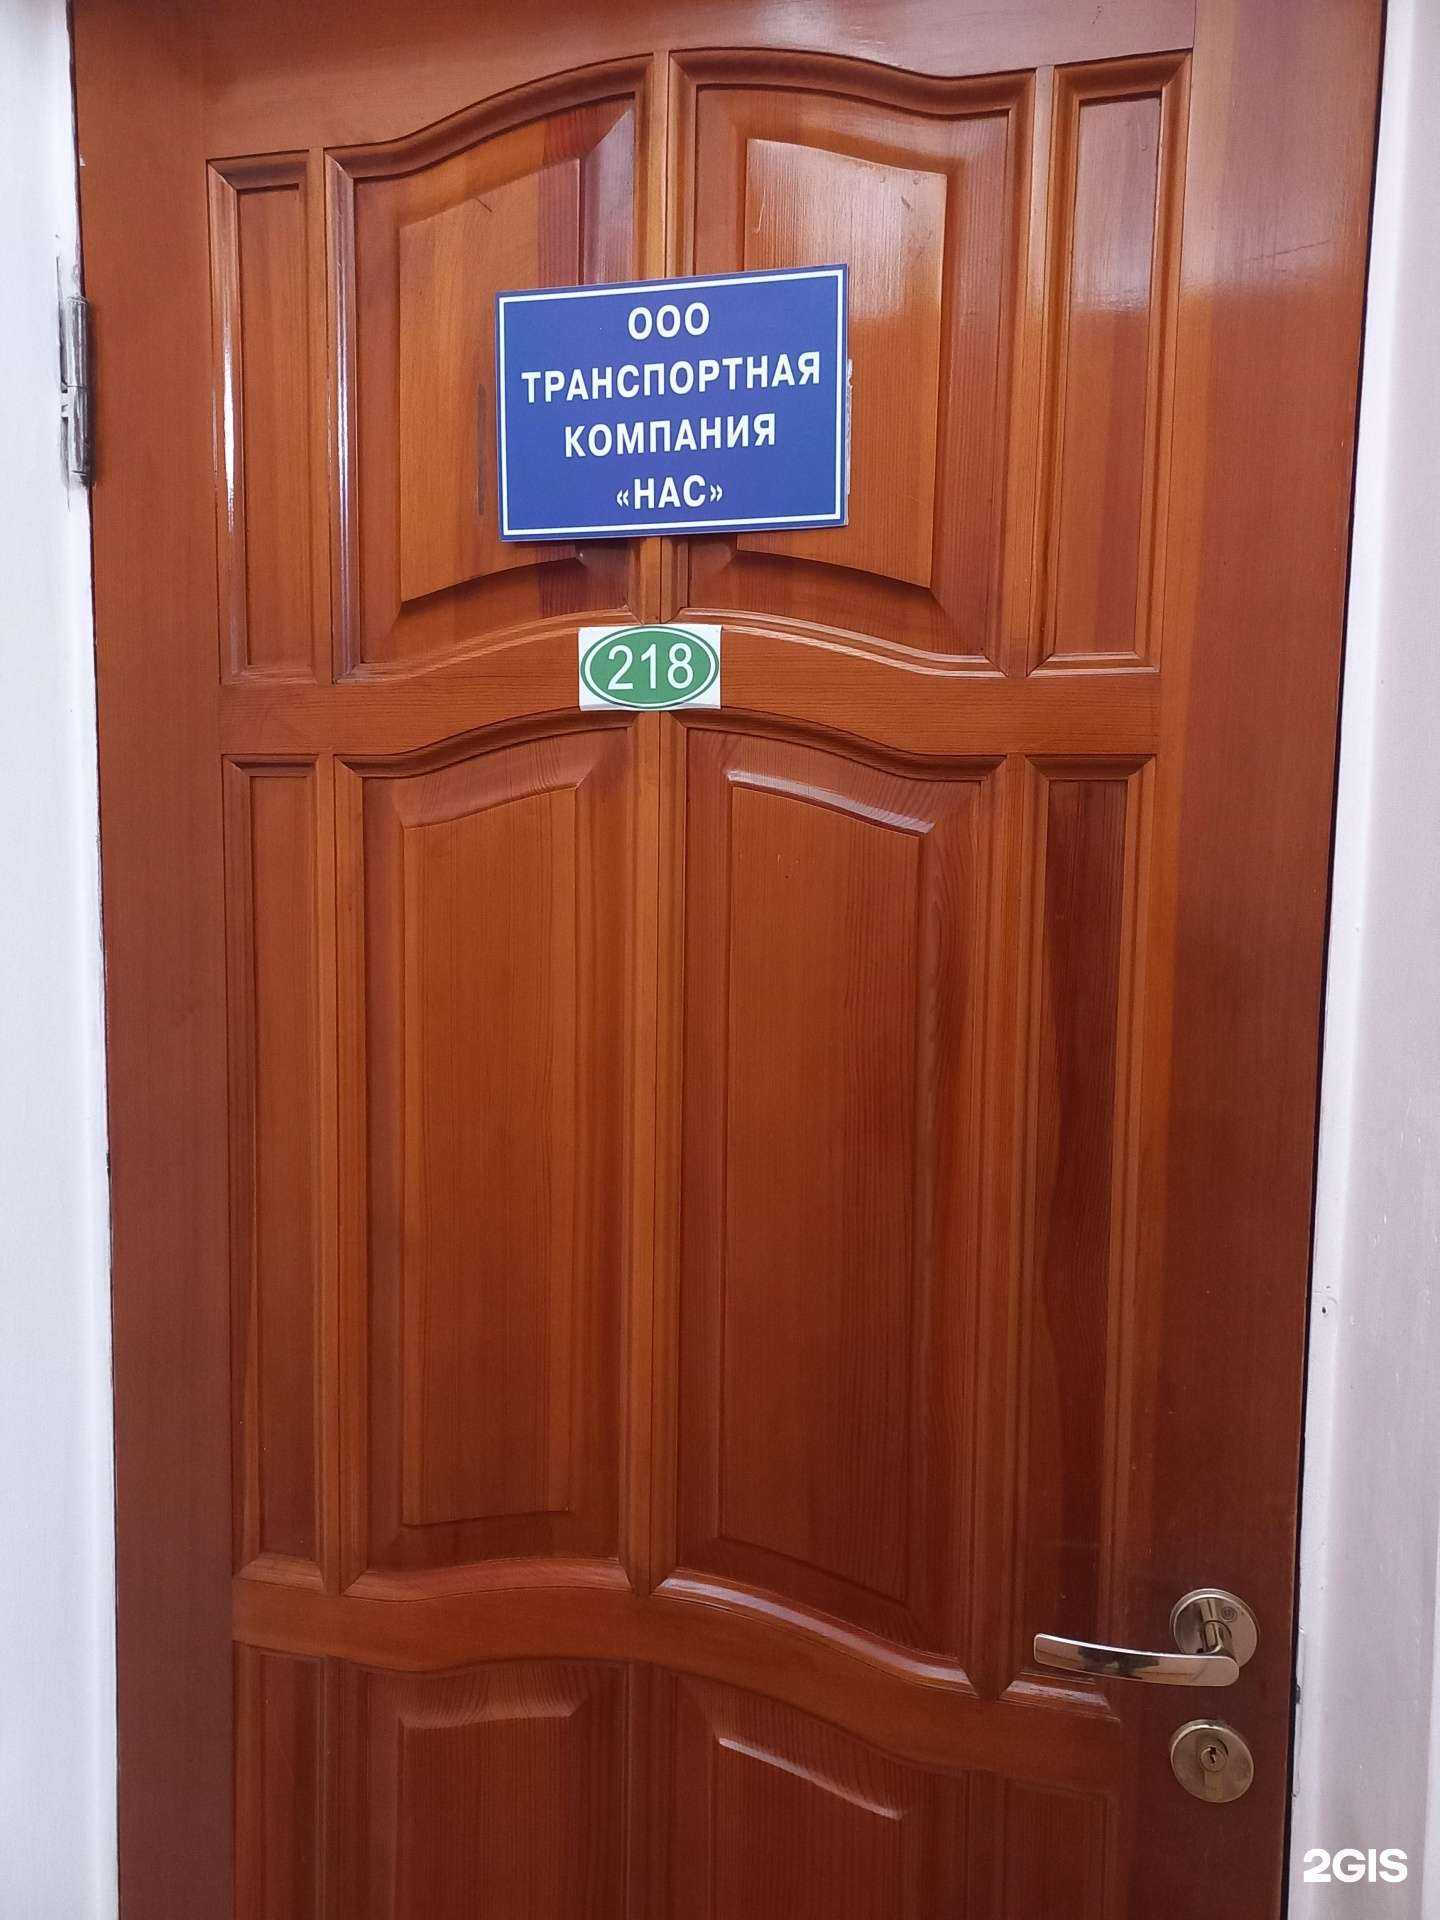 ООО
ТРАНСПОРТНАЯ
КОМПАНИЯ
«НАС»
218
2GIS